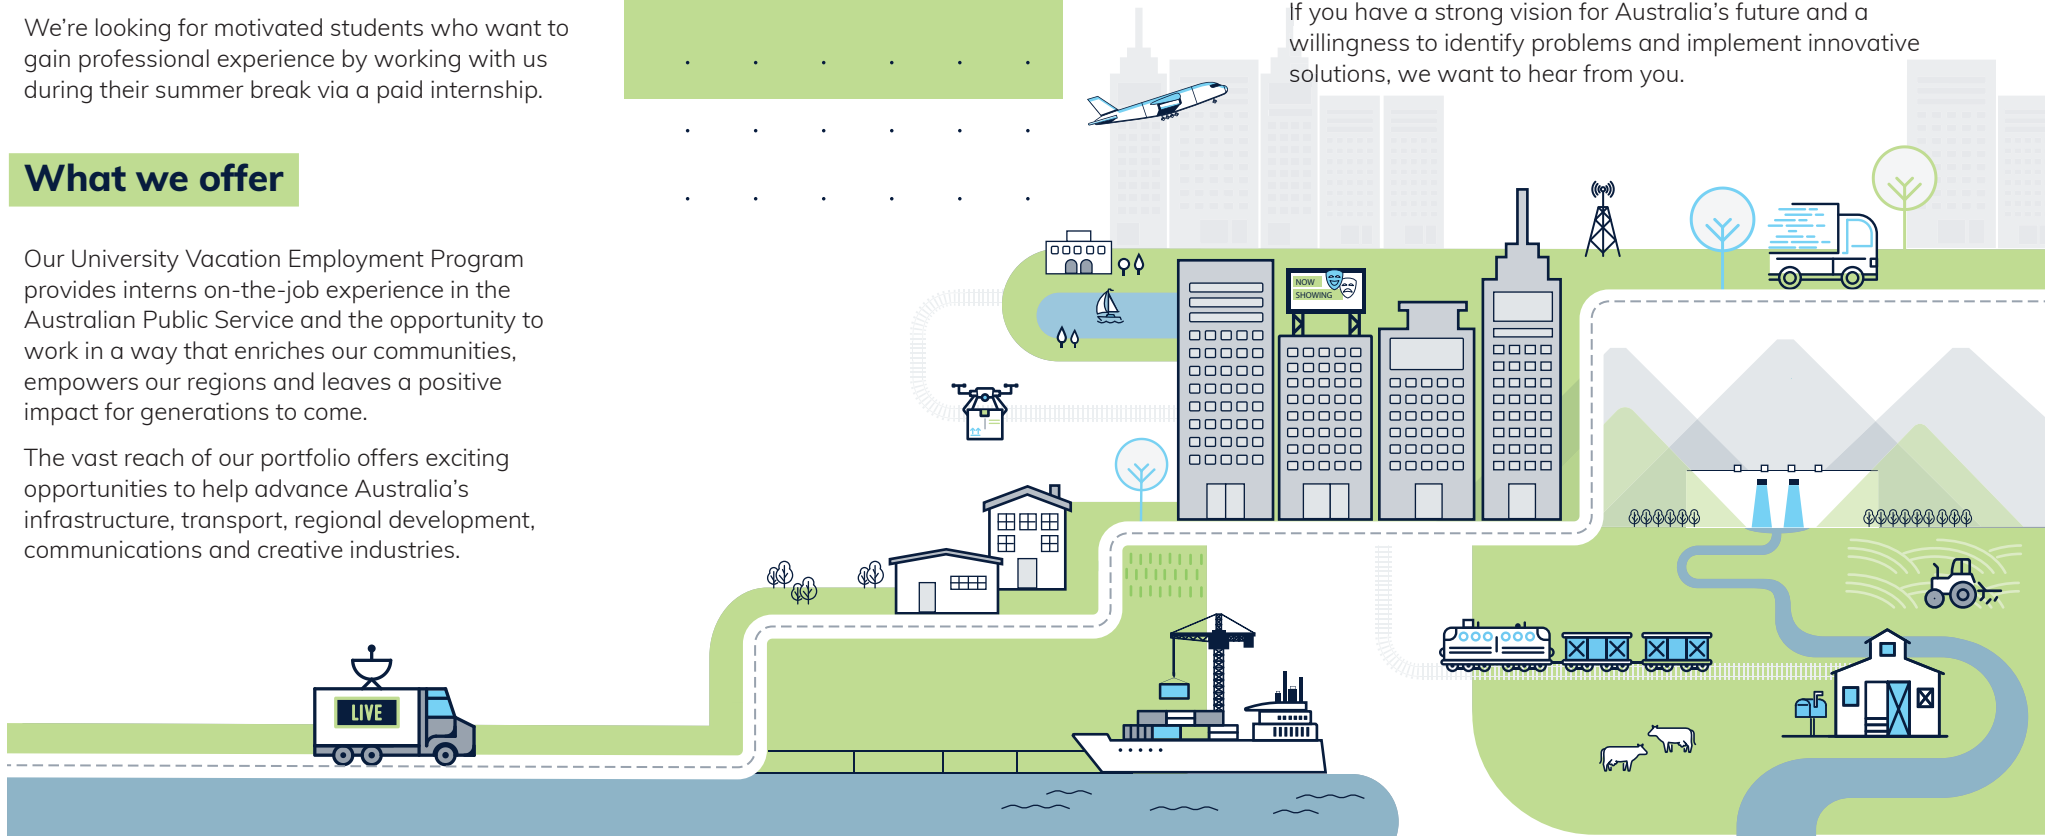 We’re looking for motivated students who want to
gain professional experience by working with us
during their summer break via a paid internship.
What we offer
Our University Vacation Employment Program
provides interns on-the-job experience in the
Australian Public Service and the opportunity to
work in a way that enriches our communities,
empowers our regions and leaves a positive
impact for generations to come.
The vast reach of our portfolio offers exciting
opportunities to help advance Australia’s
infrastructure, transport, regional development,
communications and creative industries.
If you have a strong vision for Australia’s future and a
willingness to identify problems and implement innovative
solutions, we want to hear from you.
NOW
SHOWING
LIVE